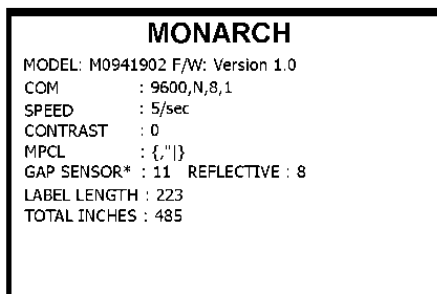 MONARCH
MODEL: M0941902 F/W: Version 1.0
COM : 9600,N,8,1
SPEED : 5/sec
CONTRAST : 0
MPCL : {,"|}
GAP SENSOR* : 11 REFLECTIVE : 8
LABEL LENGTH : 223
TOTAL INCHES : 485